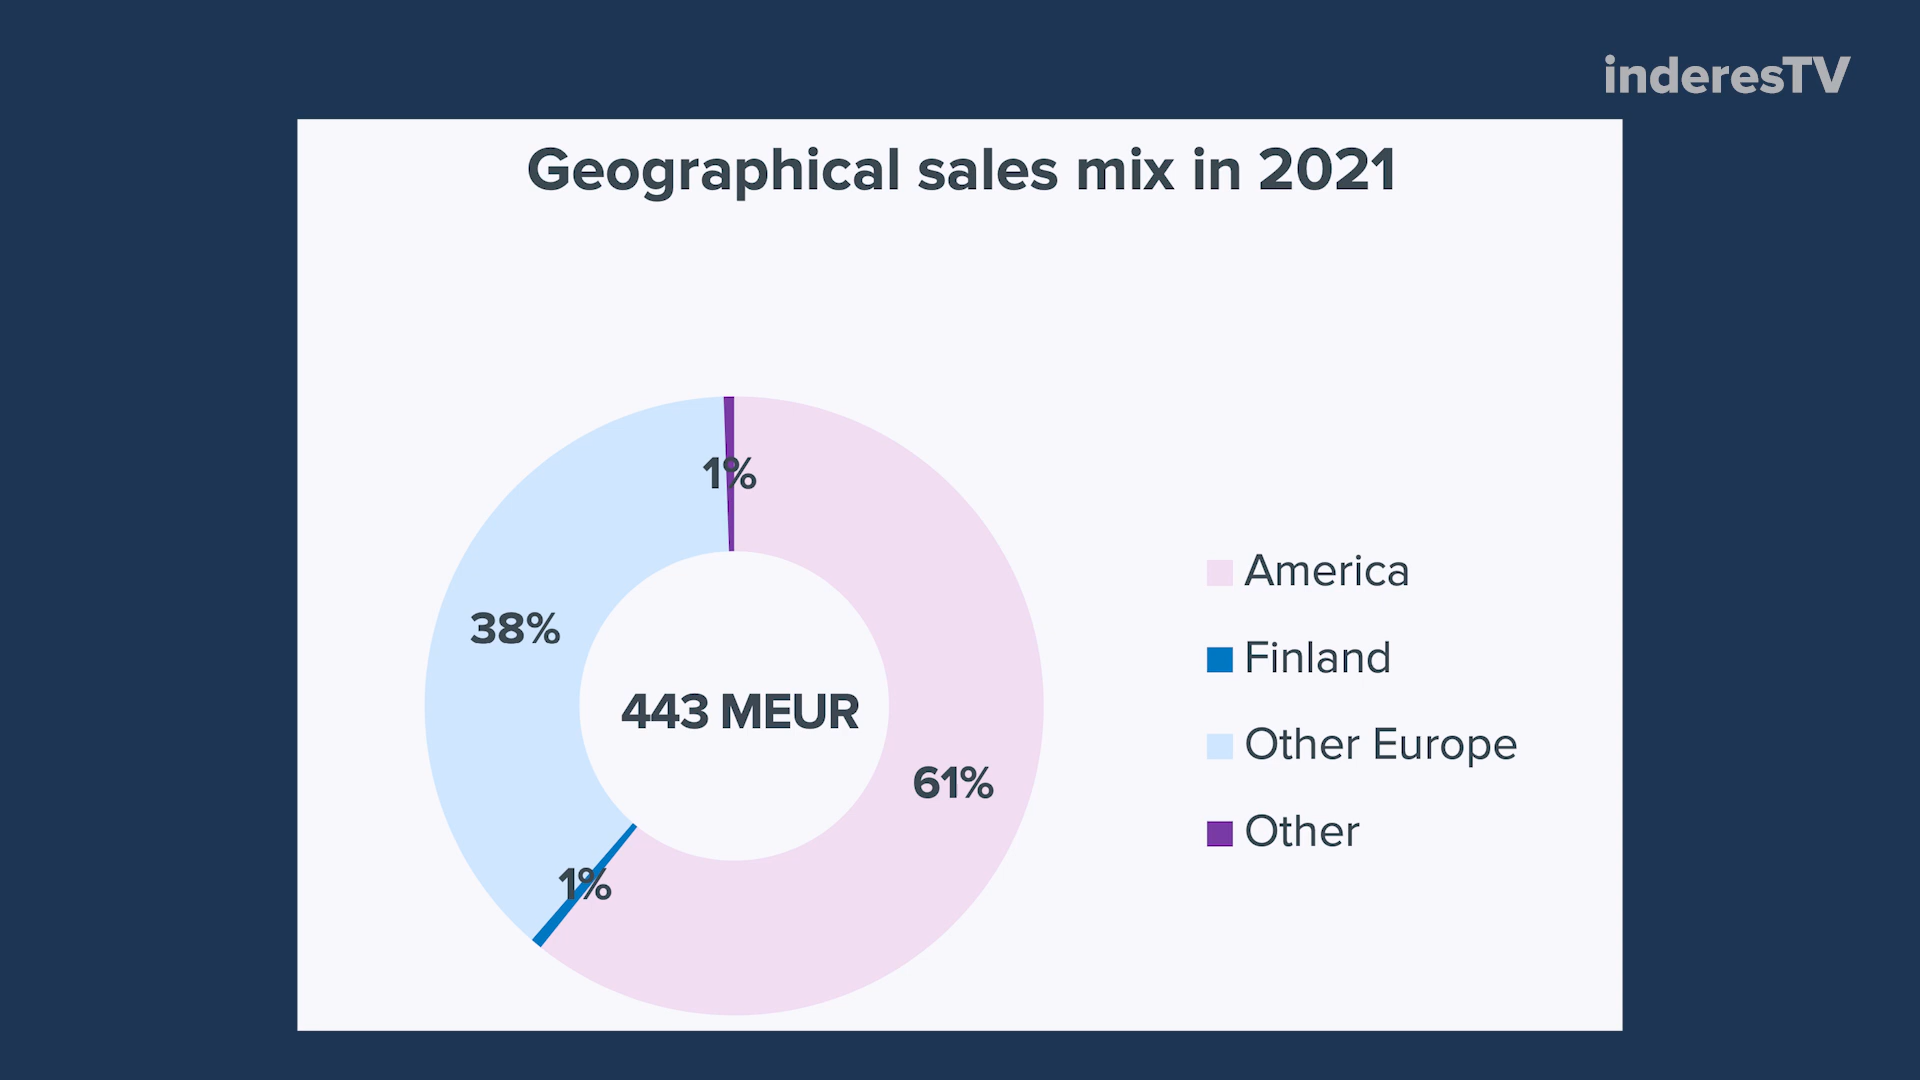 inderesTV
Geographical sales mix in 2021
1%
38%
443 MEUR
61%
1%
America
Finland
Other Europe
Other